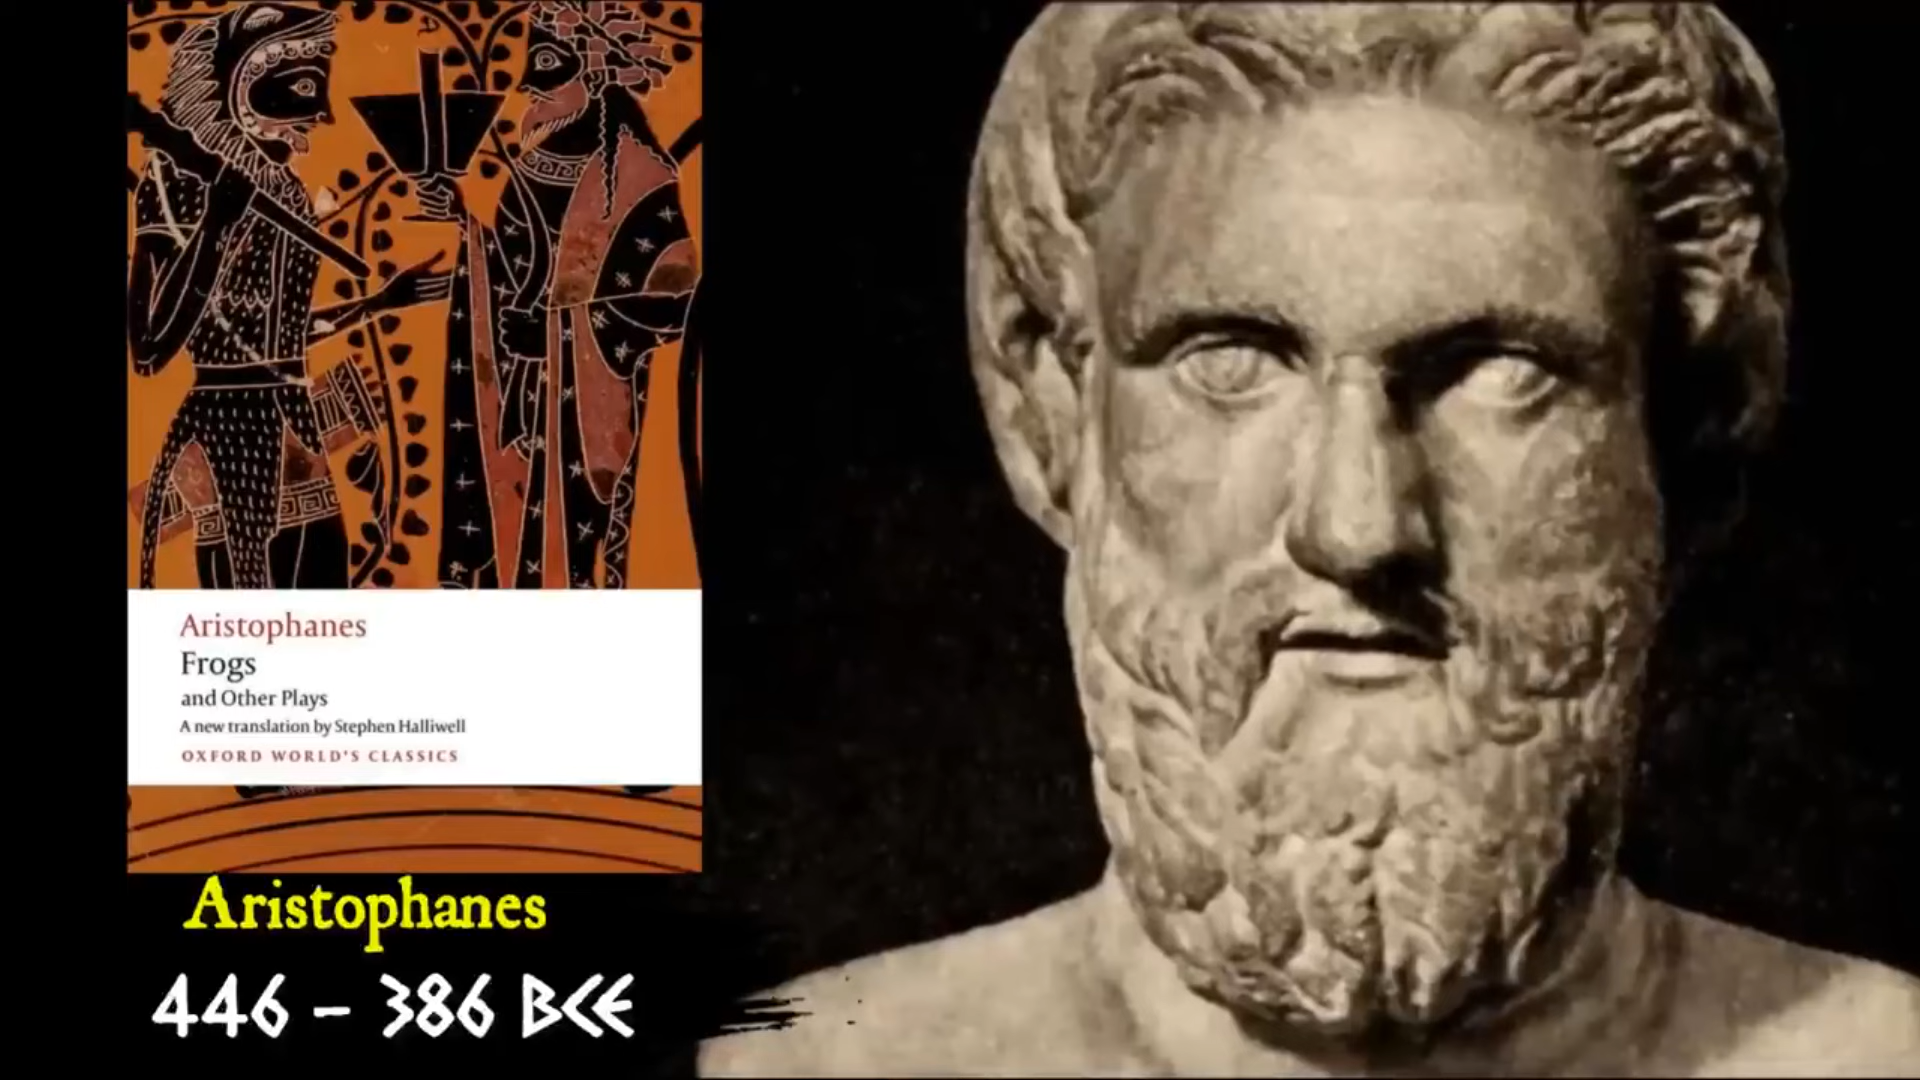 Aristophanes
Frogs
and Other Plays
A new translation by Stephen Halliwell
OXFORD WORLD'S CLASSICS
Aristophanes
446 – 386 BCE